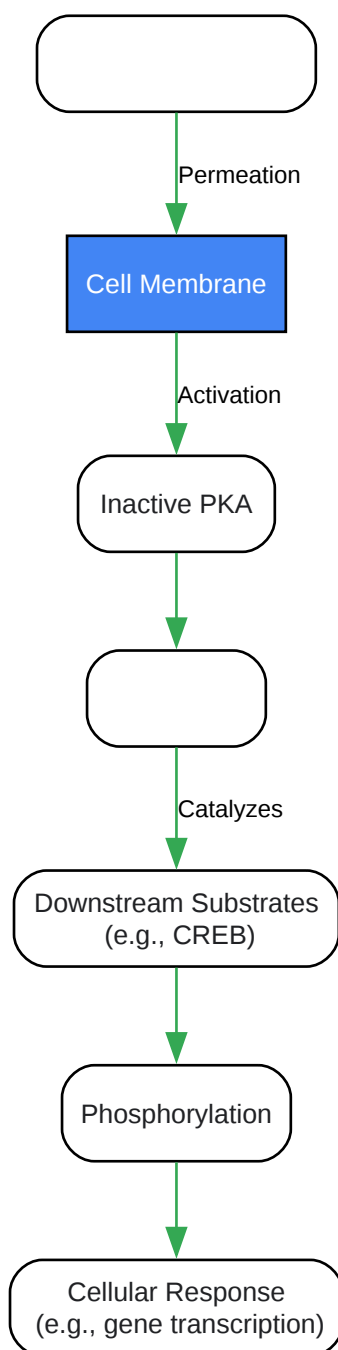 Permeation
Cell Membrane
Activation
Inactive PKA
Catalyzes
Downstream Substrates
(e.g., CREB)
Phosphorylation
Cellular Response
(e.g., gene transcription)